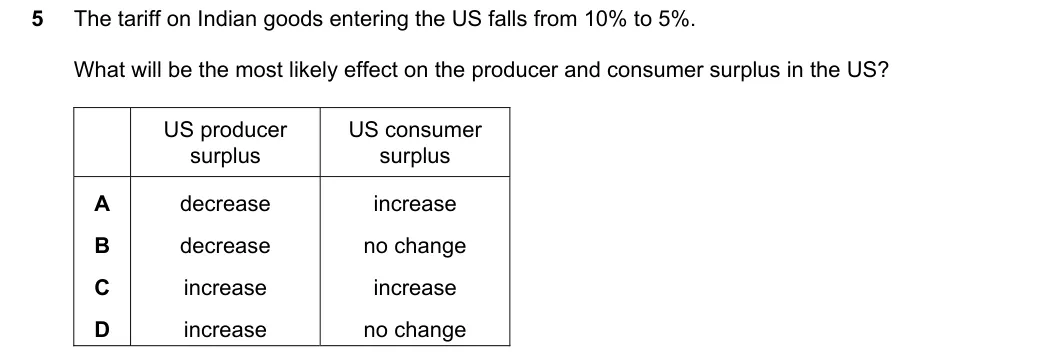 5 The tariff on Indian goods entering the US falls from 10% to 5%.
What will be the most likely effect on the producer and consumer surplus in the US?
US producer surplus US consumer surplus
A decrease increase
B decrease no change
C increase increase
D increase no change